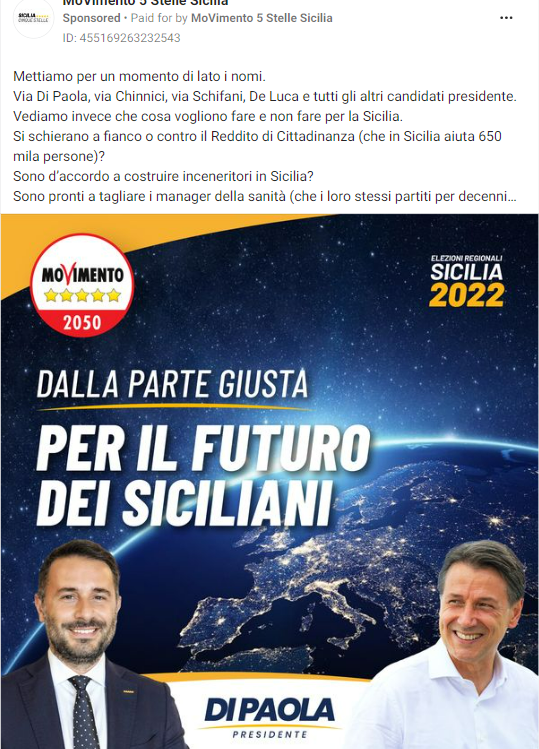 MoVimento 5 Stelle Sicilia
SICILIA
CINQUE STELLE
Sponsored • Paid for by MoVimento 5 Stelle Sicilia
ID: 455169263232543
Mettiamo per un momento di lato i nomi.
Via Di Paola, via Chinnici, via Schifani, De Luca e tutti gli altri candidati presidente.
Vediamo invece che cosa vogliono fare e non fare per la Sicilia.
Si schierano a fianco o contro il Reddito di Cittadinanza (che in Sicilia aiuta 650
mila persone)?
Sono d'accordo a costruire inceneritori in Sicilia?
Sono pronti a tagliare i manager della sanità (che i loro stessi partiti per decenni...
MOVIMENTO
2050
ELEZIONI REGIONALI
SICILIA
2022
DALLA PARTE GIUSTA
PER IL FUTURO
DEI SICILIANI
DI PAOLA
PRESIDENTE